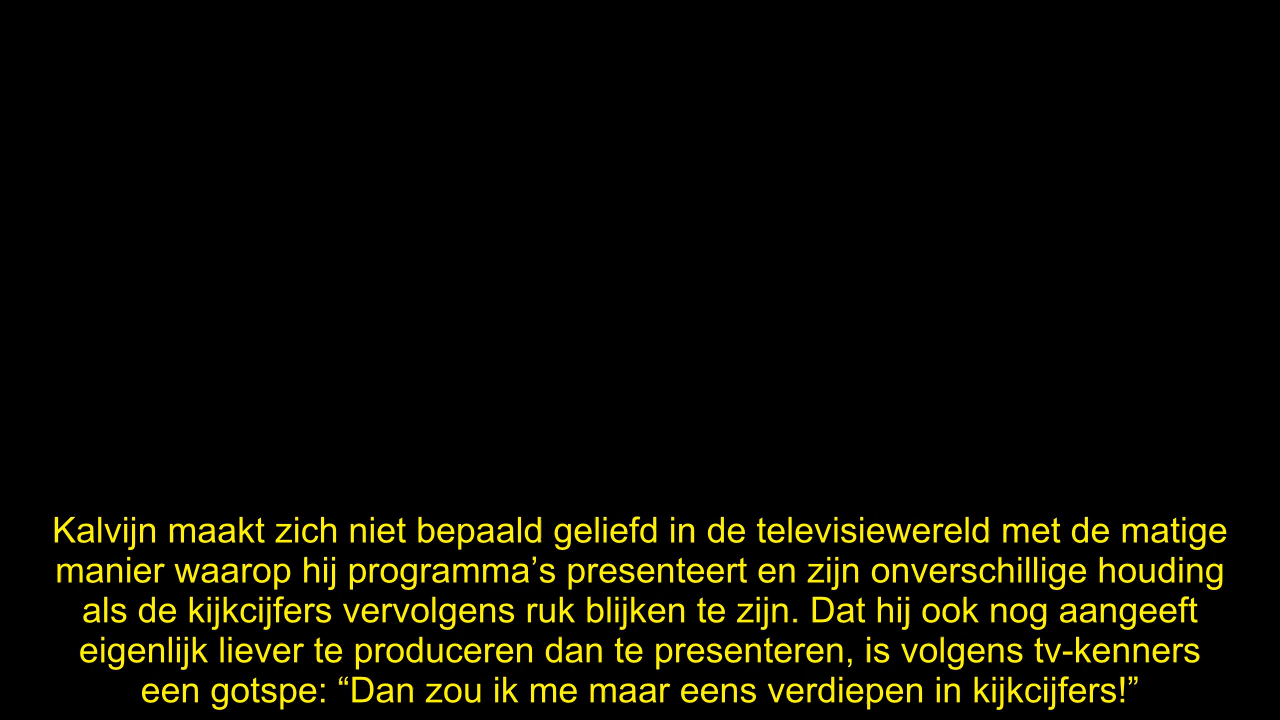 Kalvijn maakt zich niet bepaald geliefd in de televisiewereld met de matige
manier waarop hij programma’s presenteert en zijn onverschillige houding
als de kijkcijfers vervolgens ruk blijken te zijn. Dat hij ook nog aangeeft
eigenlijk liever te produceren dan te presenteren, is volgens tv-kenners
een gotspe: “Dan zou ik me maar eens verdiepen in kijkcijfers!”